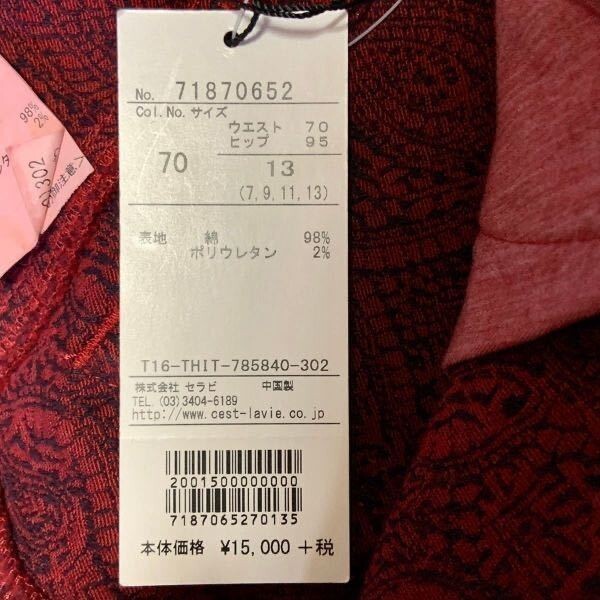 No. 71870652
Col.No.サイズ
ウエスト 70
ヒップ 95
70 13
(7,9,11,13)
表地 綿 98%
ポリウレタン 2%
T16-THIT-785840-302
株式会社 セラビ 中国製
TEL.(03)3404-6189
http://www.cest-lavie.co.jp
2001500000000
7187065270135
本体価格 ¥15,000 +税
98%
2%
302